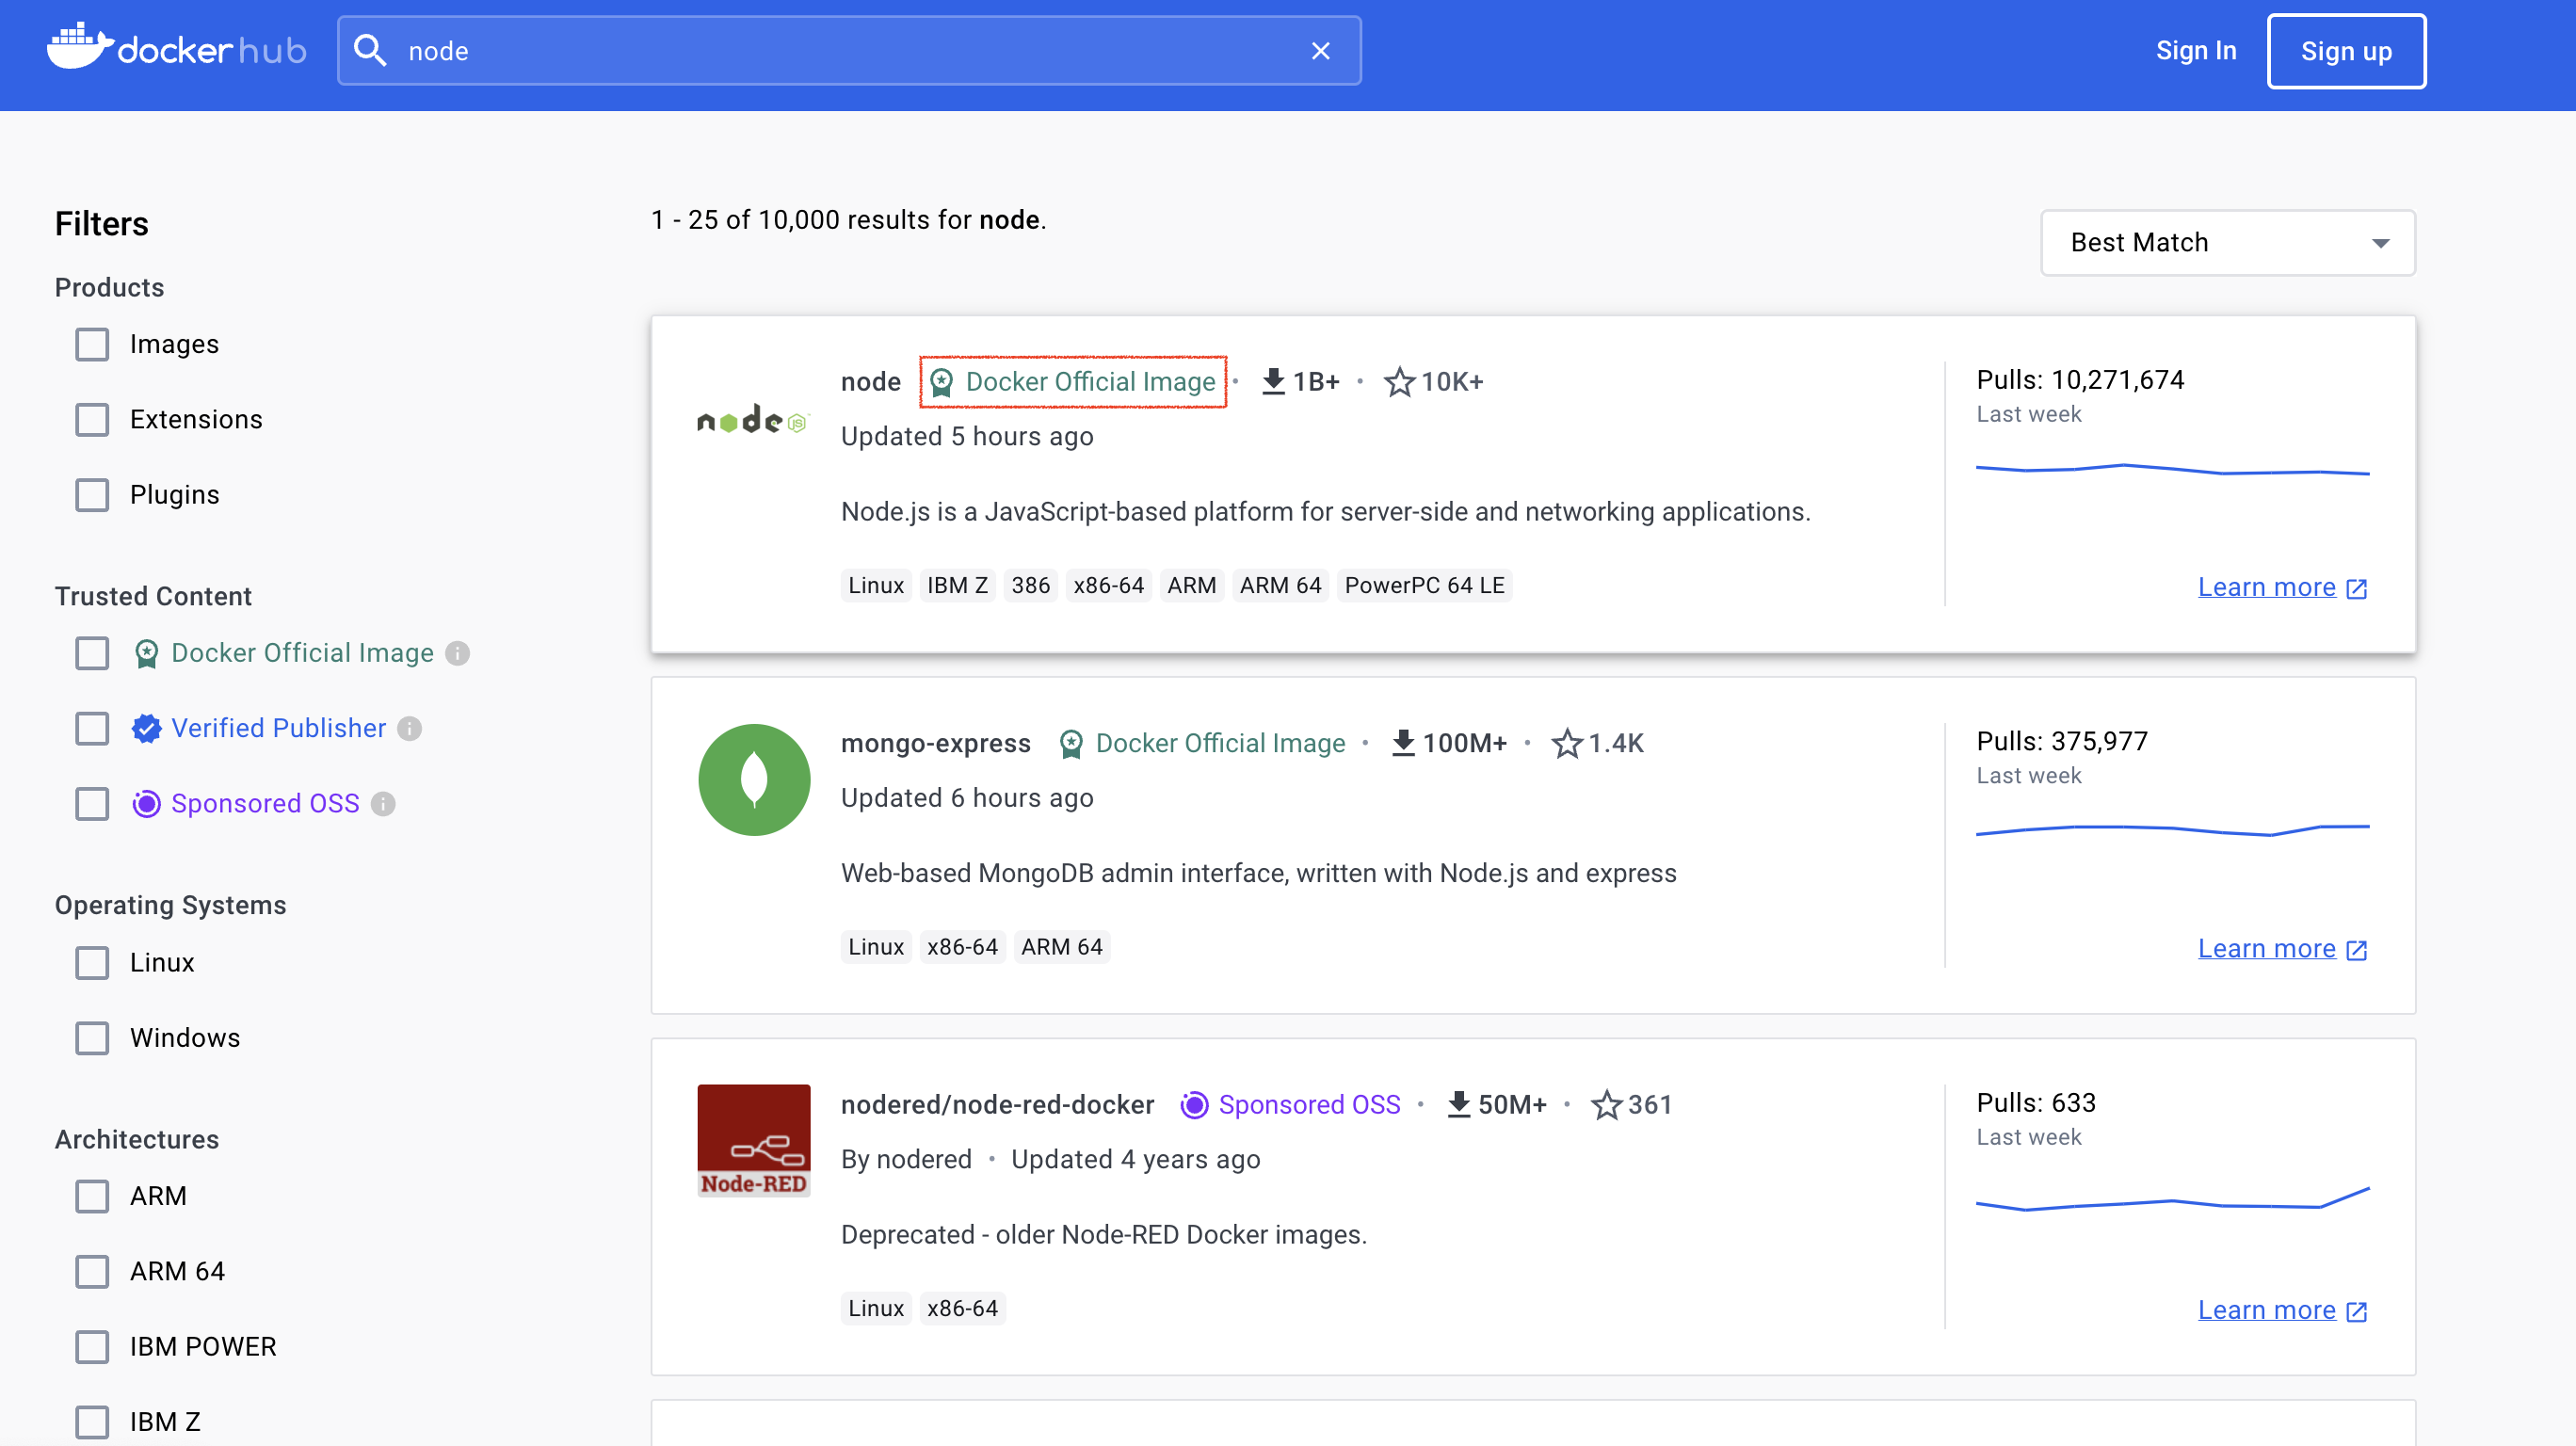 docker hub
node
Sign In
Sign up
Filters
Products
Images
Extensions
Plugins
Trusted Content
Docker Official Image
Verified Publisher
Sponsored OSS
Operating Systems
Linux
Windows
Architectures
ARM
ARM 64
IBM POWER
IBM Z
1 - 25 of 10,000 results for node.
Best Match
node JS
node Docker Official Image • 1B+ • 10K+
Updated 5 hours ago
Node.js is a JavaScript-based platform for server-side and networking applications.
Linux IBM Z 386 x86-64 ARM ARM 64 PowerPC 64 LE
Pulls: 10,271,674
Last week
Learn more
mongo-express Docker Official Image • 100M+ • 1.4K
Updated 6 hours ago
Web-based MongoDB admin interface, written with Node.js and express
Linux x86-64 ARM 64
Pulls: 375,977
Last week
Learn more
Node-RED
nodered/node-red-docker Sponsored OSS • 50M+ • 361
By nodered • Updated 4 years ago
Deprecated - older Node-RED Docker images.
Linux x86-64
Pulls: 633
Last week
Learn more